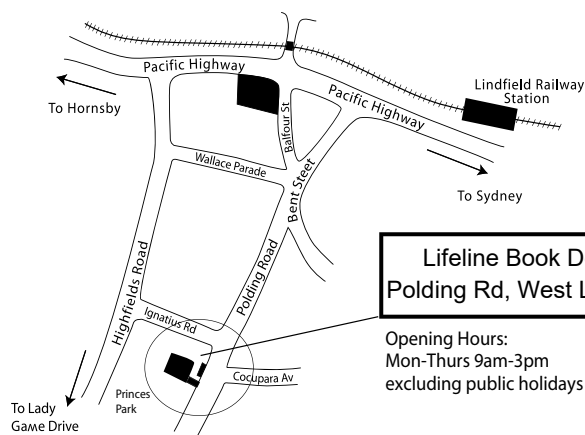 Pacific Highway
Lindfield Railway
Station
To Hornsby
Balfour St
Pacific Highway
Wallace Parade
To Sydney
Bent Steet
Highfields Road
Polding Road
Lifeline Book D
Polding Rd, West L
Ignatius Rd
Opening Hours:
Mon-Thurs 9am-3pm
excluding public holidays
Cocupara Av
Princes
Park
To Lady
Game Drive